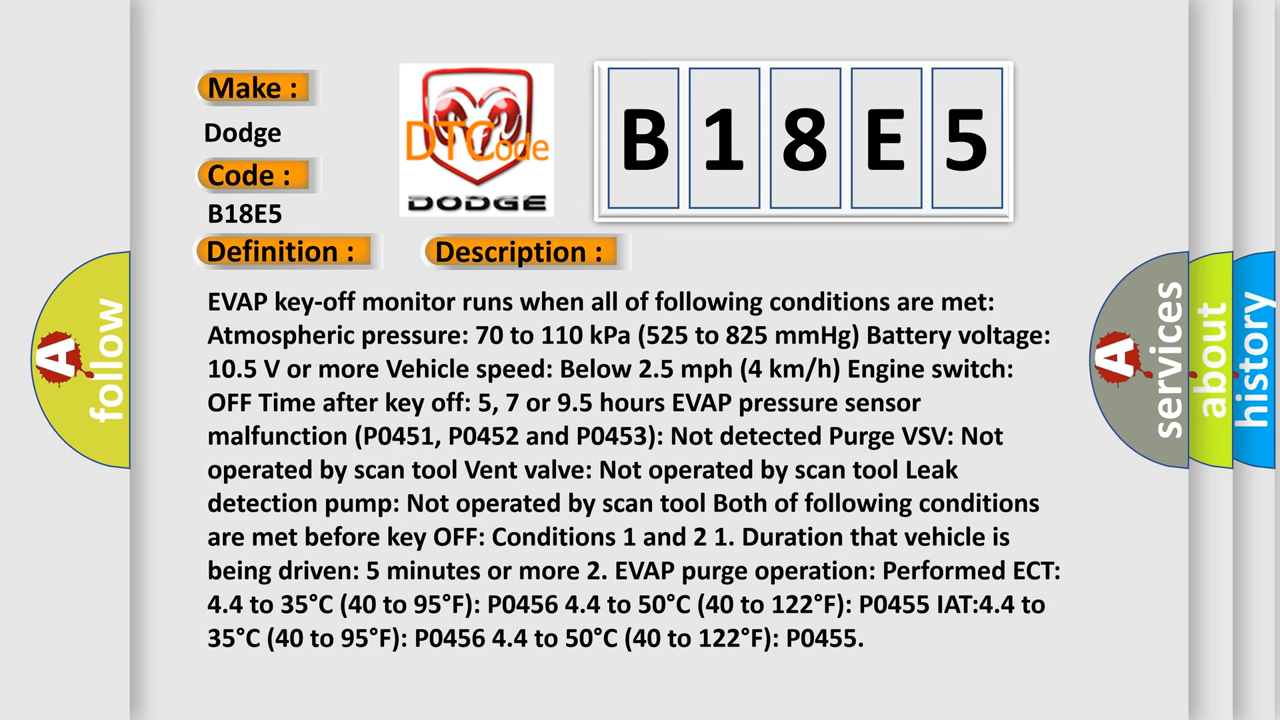 Make :
Dodge
Code :
B18E5
Definition :
Description :
DTCode
DODGE
B 1 8 E 5
EVAP key-off monitor runs when all of following conditions are met:
Atmospheric pressure: 70 to 110 kPa (525 to 825 mmHg) Battery voltage:
10.5 V or more Vehicle speed: Below 2.5 mph (4 km/h) Engine switch:
OFF Time after key off: 5, 7 or 9.5 hours EVAP pressure sensor
malfunction (P0451, P0452 and P0453): Not detected Purge VSV: Not
operated by scan tool Vent valve: Not operated by scan tool Leak
detection pump: Not operated by scan tool Both of following conditions
are met before key OFF: Conditions 1 and 2 1. Duration that vehicle is
being driven: 5 minutes or more 2. EVAP purge operation: Performed ECT:
4.4 to 35°C (40 to 95°F): P0456 4.4 to 50°C (40 to 122°F): P0455 IAT:4.4 to
35°C (40 to 95°F): P0456 4.4 to 50°C (40 to 122°F): P0455.
A follow
A services
about
history